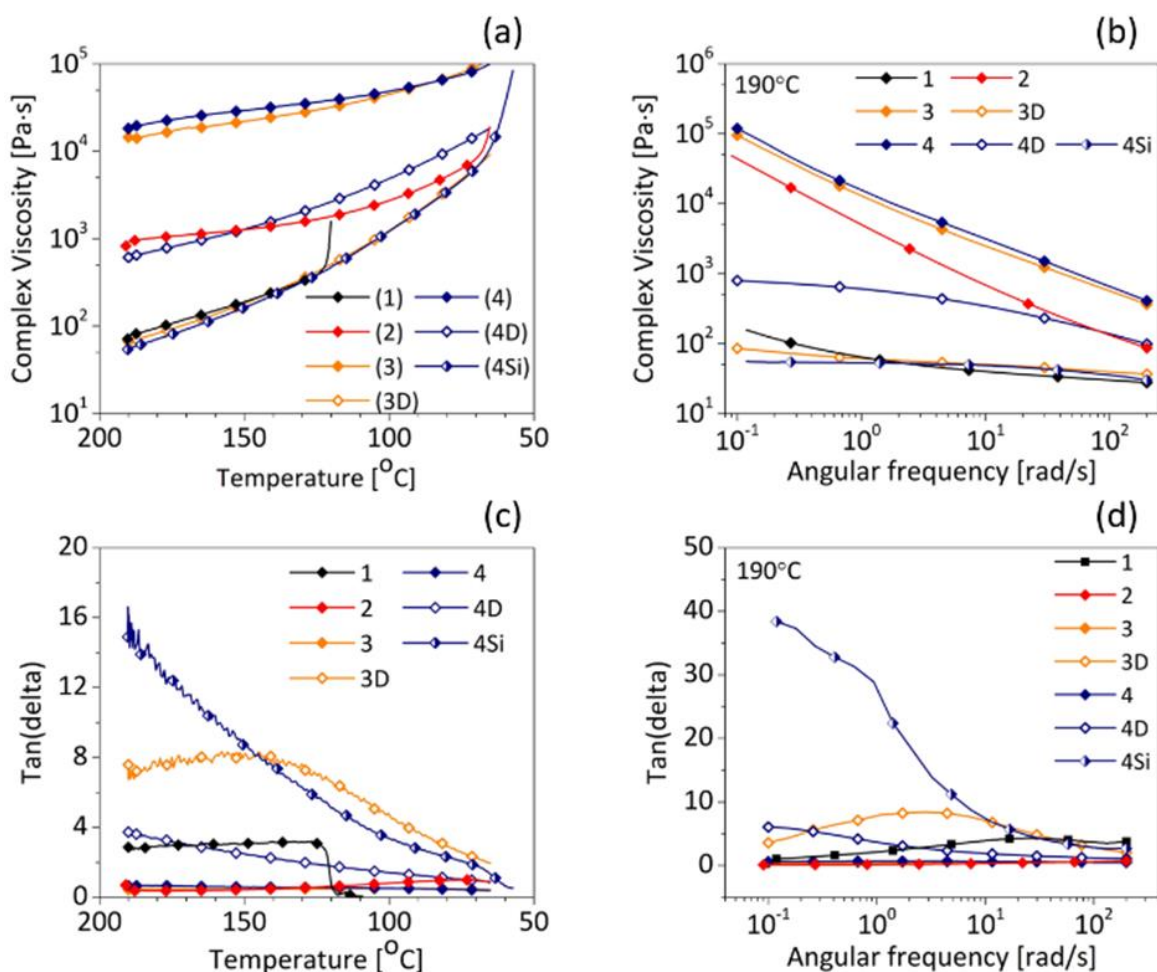 (a)
Complex Viscosity [Pa·s]
10^5
10^4
10^3
10^2
10^1
(1) (4)
(2) (4D)
(3) (4Si)
(3D)
200 150 100 50
Temperature [°C]
(b)
190°C
Complex Viscosity [Pa·s]
10^6
10^5
10^4
10^3
10^2
10^1
1 2
3 3D
4 4D 4Si
10^-1 10^0 10^1 10^2
Angular frequency [rad/s]
(c)
Tan(delta)
20
16
12
8
4
0
1 4
2 4D
3 4Si
3D
200 150 100 50
Temperature [°C]
(d)
190°C
Tan(delta)
50
40
30
20
10
0
1
2
3
3D
4
4D
4Si
10^-1 10^0 10^1 10^2
Angular frequency [rad/s]